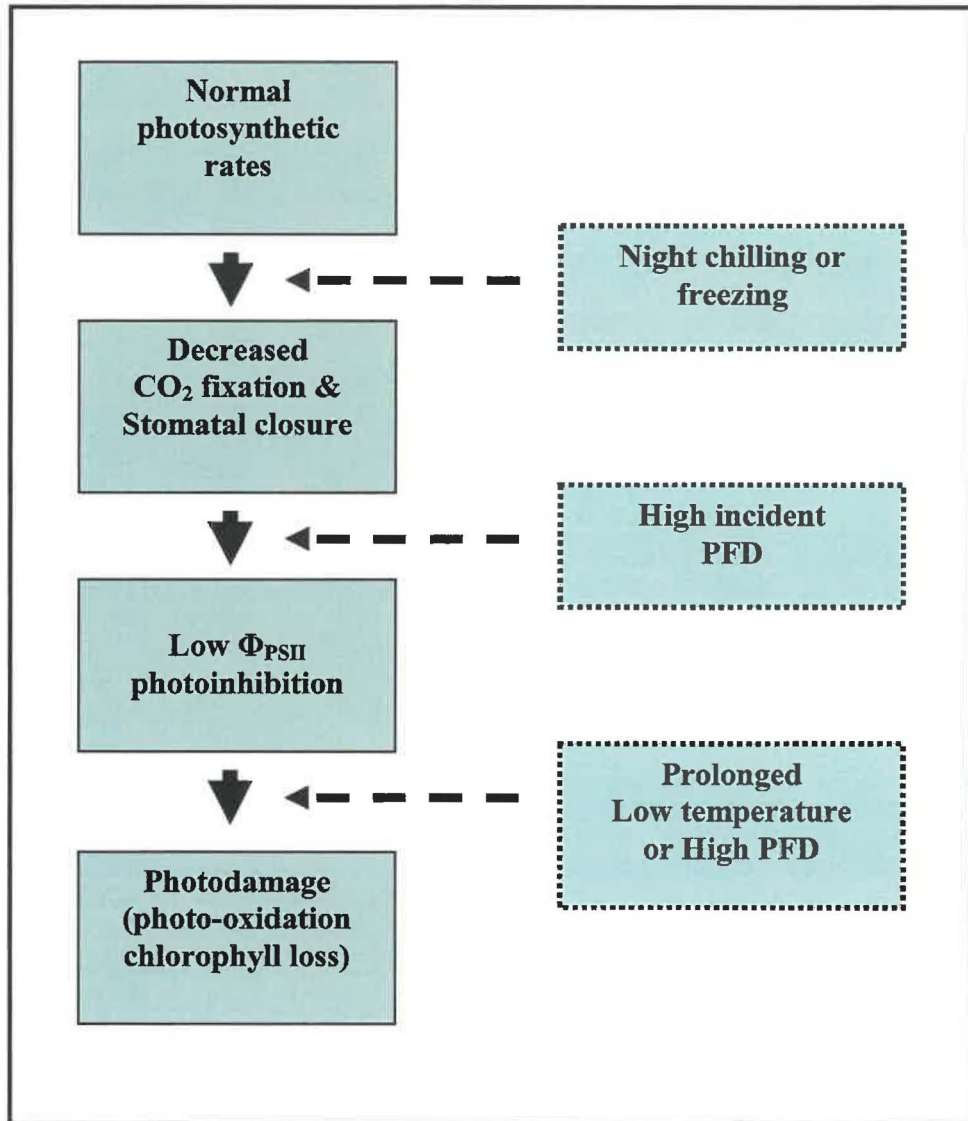 Normal
photosynthetic
rates
Night chilling or
freezing
Decreased
CO₂ fixation &
Stomatal closure
High incident
PFD
Low Φ_PSII
photoinhibition
Prolonged
Low temperature
or High PFD
Photodamage
(photo-oxidation
chlorophyll loss)